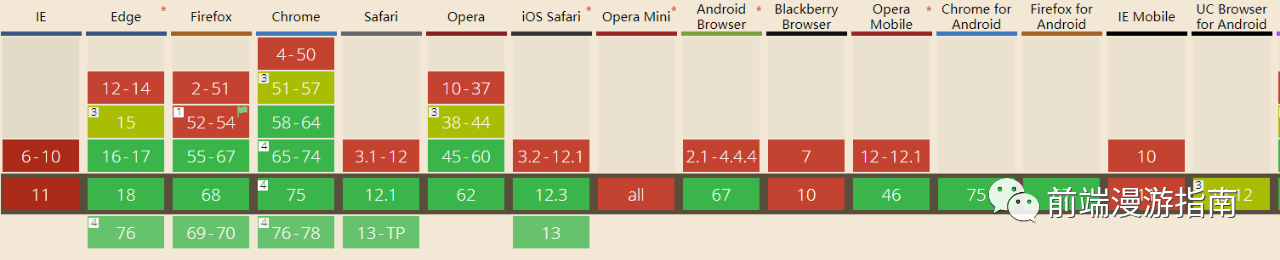 IE Edge * Firefox Chrome Safari Opera iOS Safari * Opera Mini * Android Browser * Blackberry Browser Opera Mobile * Chrome for Android Firefox for Android IE Mobile UC Browser for Android
4-50
12-14 2-51 3 51-57 10-37
3 15 1 52-54 58-64 3 38-44
6-10 16-17 55-67 4 65-74 3.1-12 45-60 3.2-12.1 2.1-4.4.4 7 12-12.1 10
11 18 68 4 75 12.1 62 12.3 all 67 10 46 75 3 12
前端漫游指南
4 76 69-70 4 76-78 13-TP 13